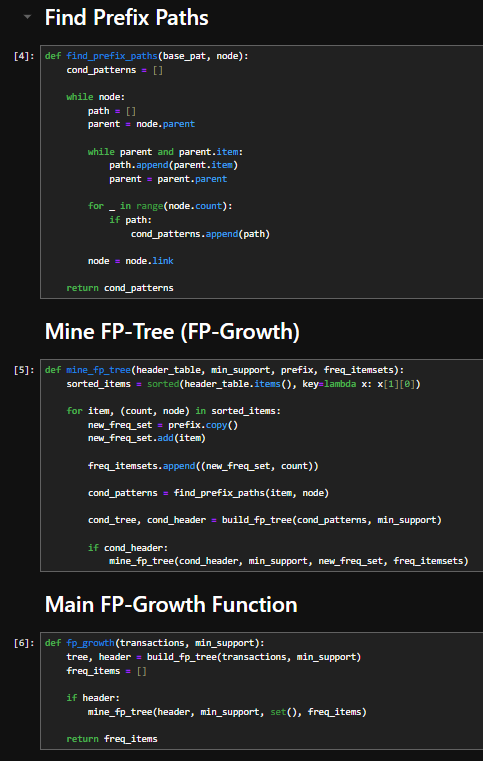 Find Prefix Paths
[4]: def find_prefix_paths(base_pat, node):
    cond_patterns = []

    while node:
        path = []
        parent = node.parent

        while parent and parent.item:
            path.append(parent.item)
            parent = parent.parent

        for _ in range(node.count):
            if path:
                cond_patterns.append(path)

        node = node.link

    return cond_patterns
Mine FP-Tree (FP-Growth)
[5]: def mine_fp_tree(header_table, min_support, prefix, freq_itemsets):
    sorted_items = sorted(header_table.items(), key=lambda x: x[1][0])

    for item, (count, node) in sorted_items:
        new_freq_set = prefix.copy()
        new_freq_set.add(item)

        freq_itemsets.append((new_freq_set, count))

        cond_patterns = find_prefix_paths(item, node)

        cond_tree, cond_header = build_fp_tree(cond_patterns, min_support)

        if cond_header:
            mine_fp_tree(cond_header, min_support, new_freq_set, freq_itemsets)
Main FP-Growth Function
[6]: def fp_growth(transactions, min_support):
    tree, header = build_fp_tree(transactions, min_support)
    freq_items = []

    if header:
        mine_fp_tree(header, min_support, set(), freq_items)

    return freq_items